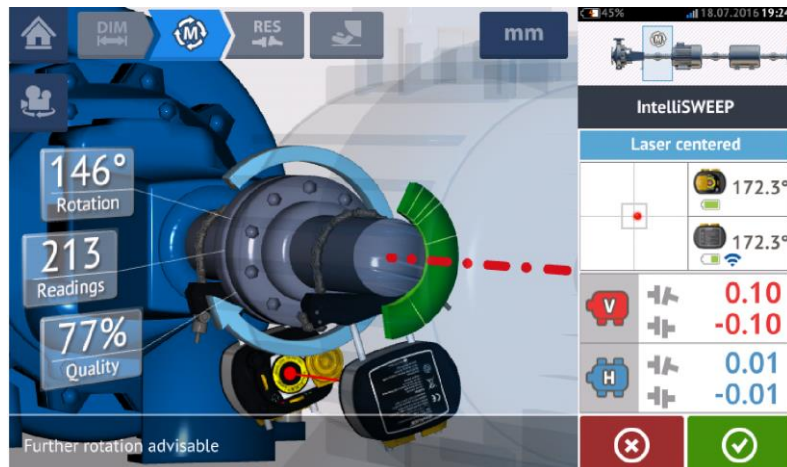 DIM
M
RES
mm
45%
18.07.2016 19:24
146°
Rotation
213
Readings
77%
Quality
Further rotation advisable
M
IntelliSWEEP
Laser centered
172.3°
172.3°
V
0.10
-0.10
H
0.01
-0.01